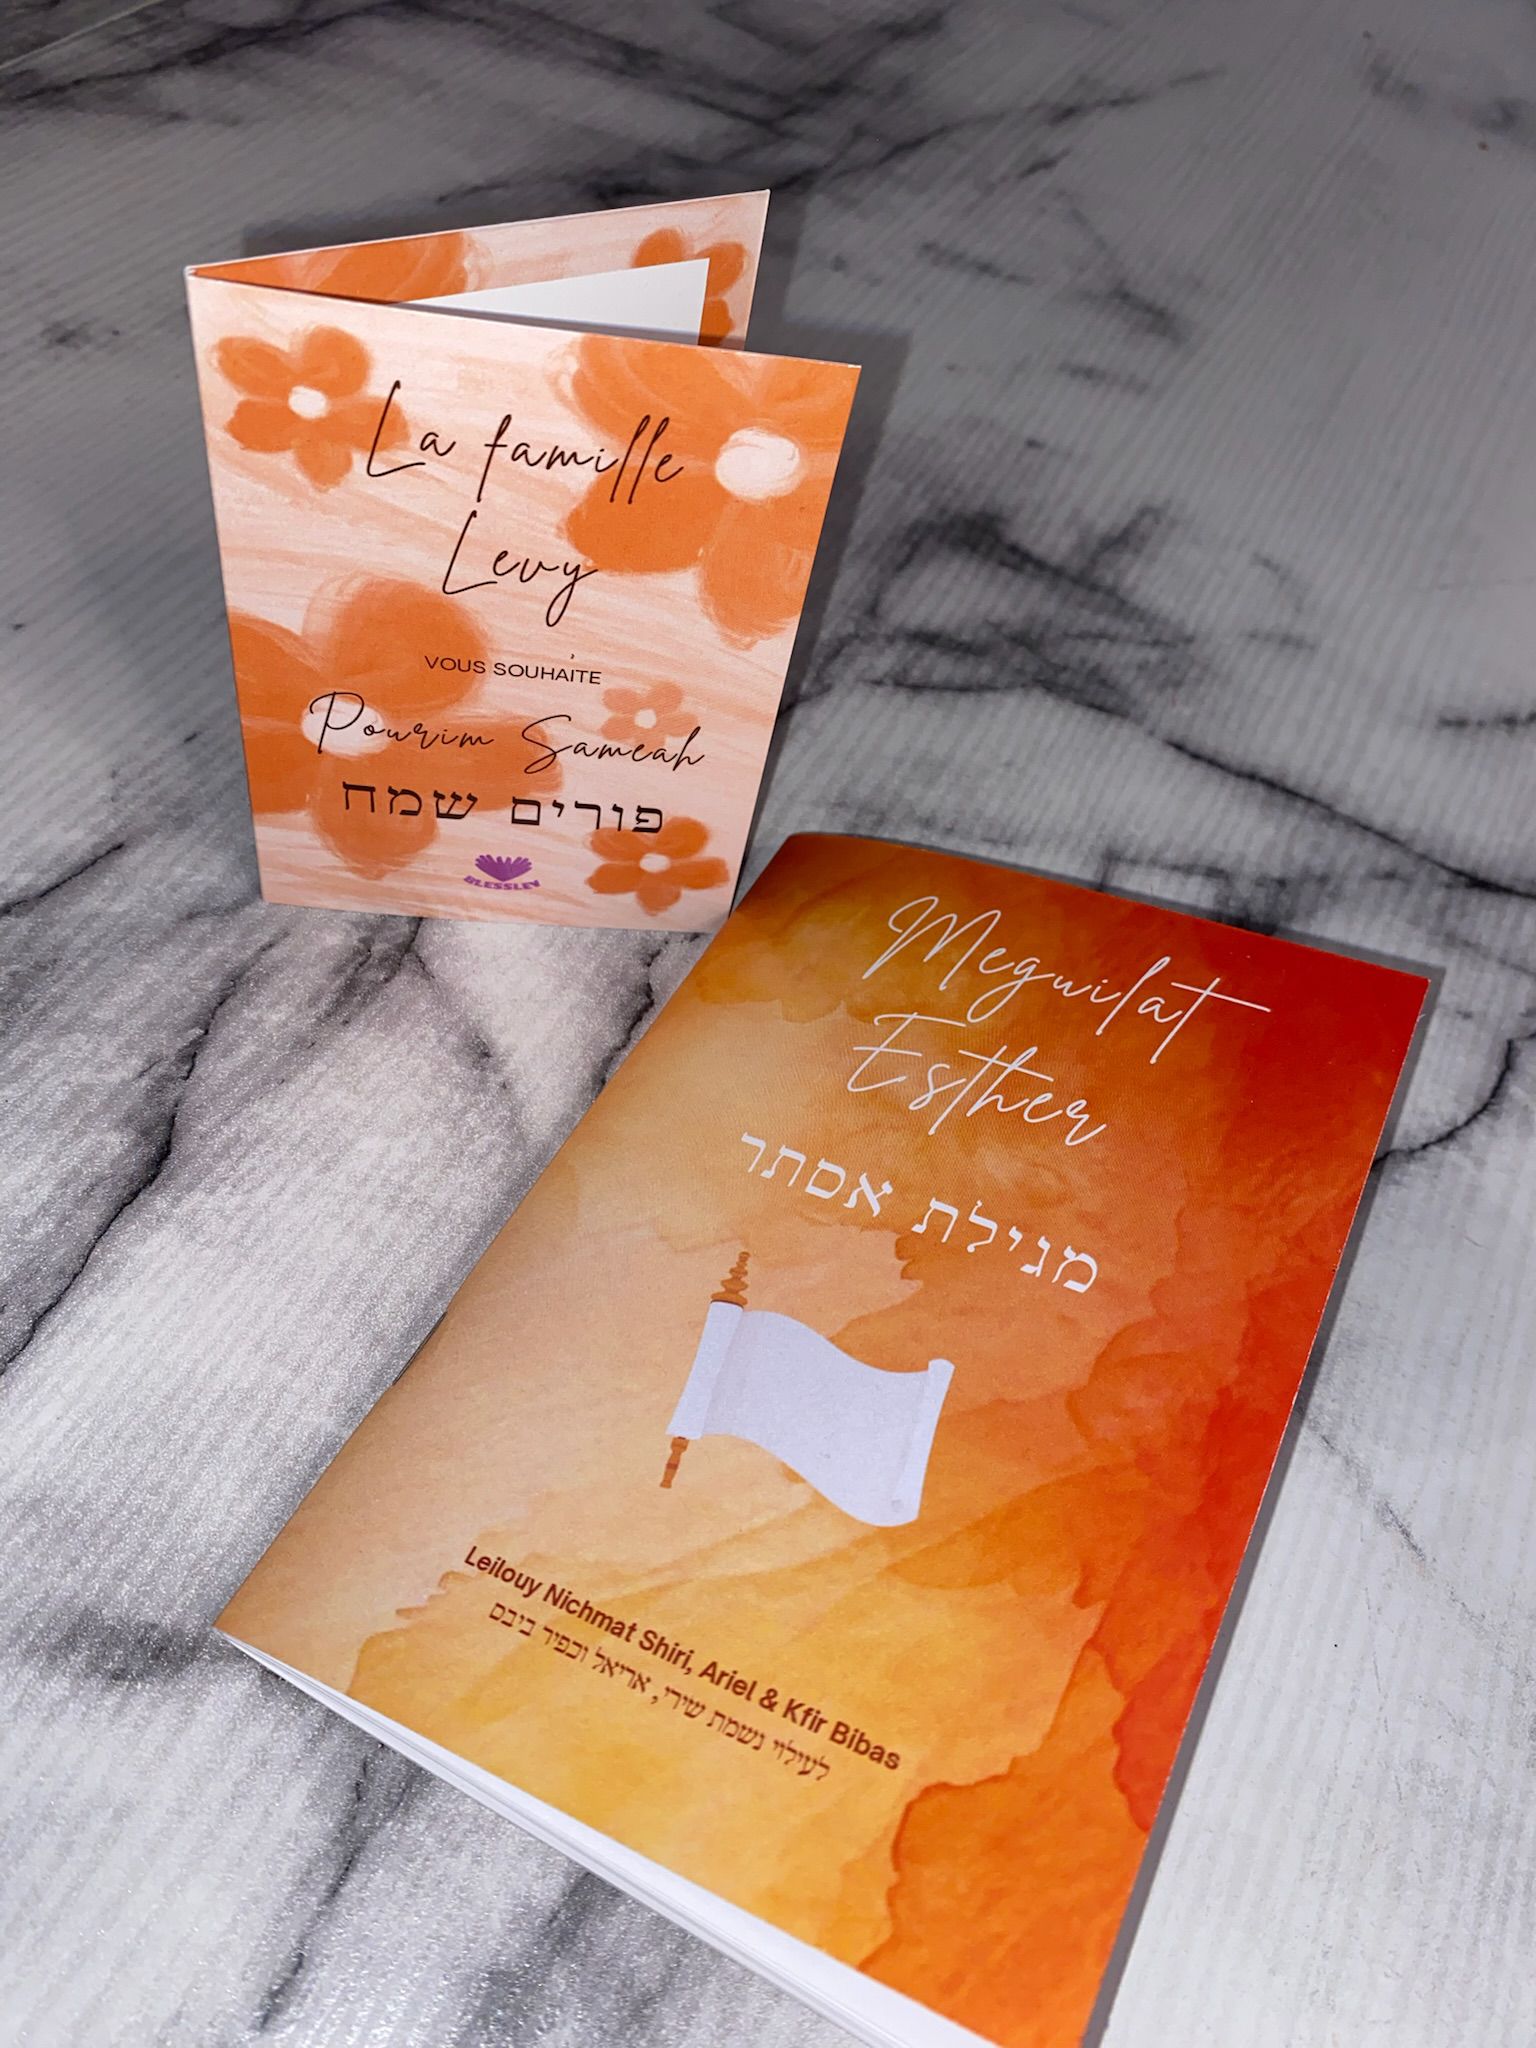 La famille
Levy
VOUS SOUHAITE
Pourim Sameah
פורים שמח
BLESSLEV
Meguilat
Esther
מגילת אסתר
Leilouy Nichmat Shiri, Ariel & Kfir Bibas
לעילוי נשמת שירי, אריאל וכפיר ביבס